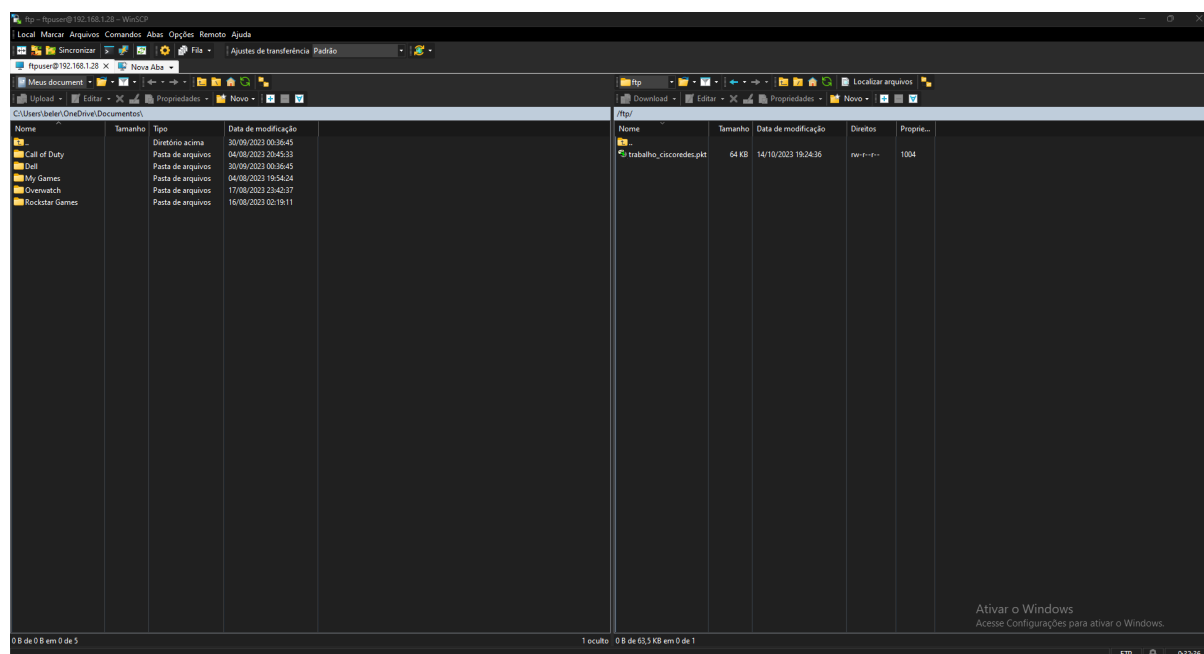 ftp – ftpuser@192.168.1.28 – WinSCP
Local Marcar Arquivos Comandos Abas Opções Remoto Ajuda
Sincronizar Fila Ajustes de transferência Padrão
ftpuser@192.168.1.28 Nova Aba
Meus document
Upload Editar Propriedades Novo
C:\Users\beler\OneDrive\Documentos\
Nome Tamanho Tipo Data de modificação
.. Diretório acima 30/09/2023 00:36:45
Call of Duty Pasta de arquivos 04/08/2023 20:45:33
Dell Pasta de arquivos 30/09/2023 00:36:45
My Games Pasta de arquivos 04/08/2023 19:54:24
Overwatch Pasta de arquivos 17/08/2023 23:42:37
Rockstar Games Pasta de arquivos 16/08/2023 02:19:11
0 B de 0 B em 0 de 5 1 oculto
ftp Localizar arquivos
Download Editar Propriedades Novo
/ftp/
Nome Tamanho Data de modificação Direitos Proprie...
..
trabalho_ciscoredes.pkt 64 KB 14/10/2023 19:24:36 rw-r--r-- 1004
Ativar o Windows
Acesse Configurações para ativar o Windows.
0 B de 63,5 KB em 0 de 1